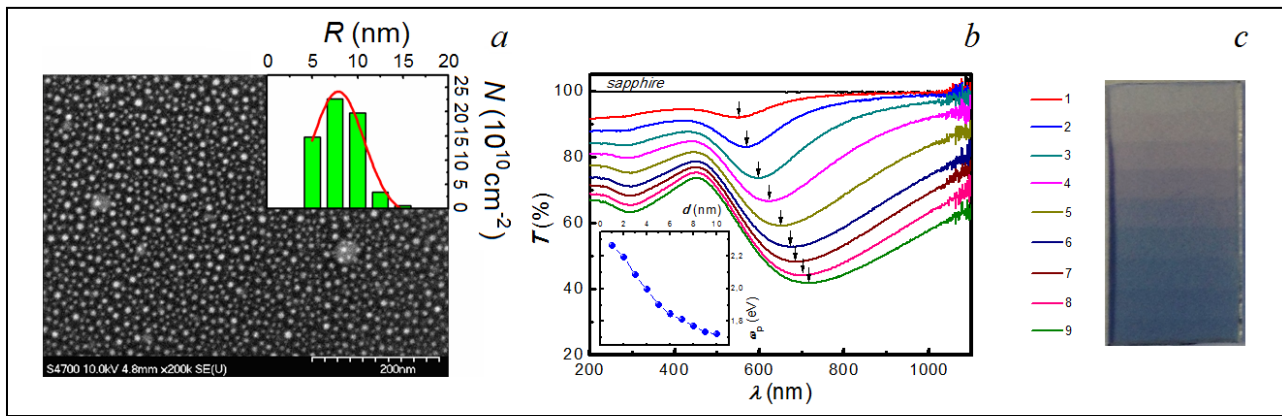 R (nm)
a
0 5 10 15 20
25
20
15
10
5
0
N (10^10 cm^-2)
S4700 10.0kV 4.8mm x200k SE(U)
200nm
b
sapphire
100
80
60
40
20
T (%)
200 400 600 800 1000
λ (nm)
d (nm)
0 2 4 6 8 10
2.2
2.0
1.8
ω_p (eV)
1
2
3
4
5
6
7
8
9
c